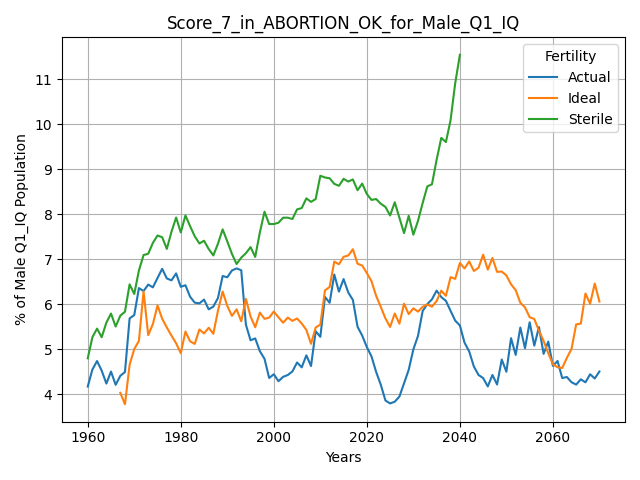 Score_7_in_ABORTION_OK_for_Male_Q1_IQ
Fertility
Actual
Ideal
Sterile
% of Male Q1_IQ Population
11
10
9
8
7
6
5
4
1960 1980 2000 2020 2040 2060
Years